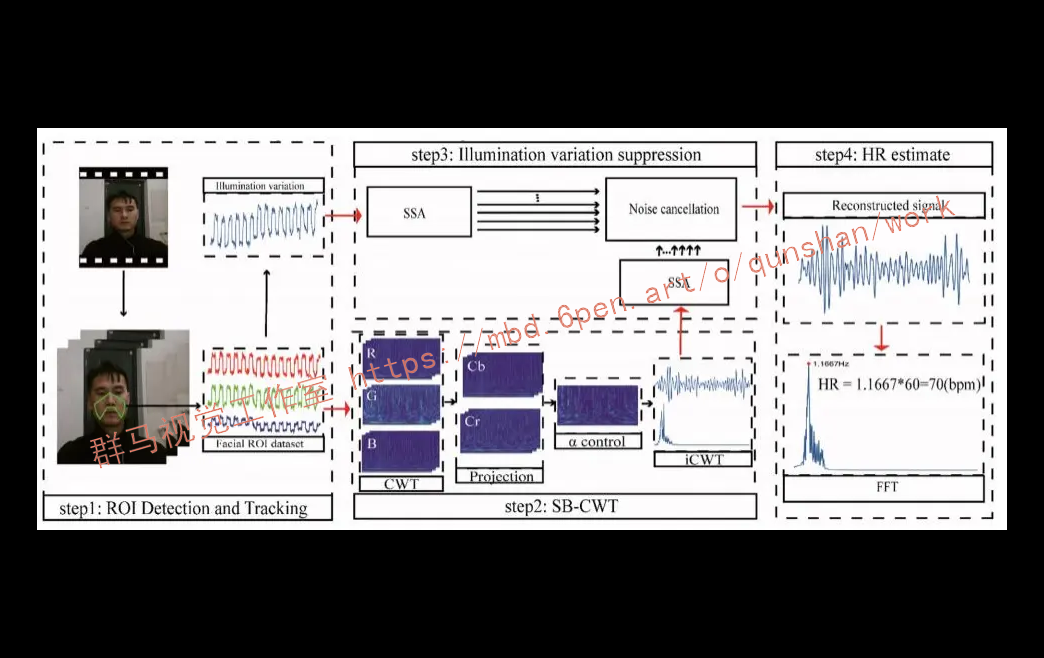 step3: Illumination variation suppression
step4: HR estimate
Illumination variation
SSA
Noise cancellation
Reconstructed signal
SSA
R
G
B
CWT
Cb
Cr
Projection
α control
iCWT
1.1667Hz
HR = 1.1667*60=70(bpm)
FFT
Facial ROI dataset
step1: ROI Detection and Tracking
step2: SB-CWT
群马视觉工作室 https://mbd.6pen.art/o/qunshan/work